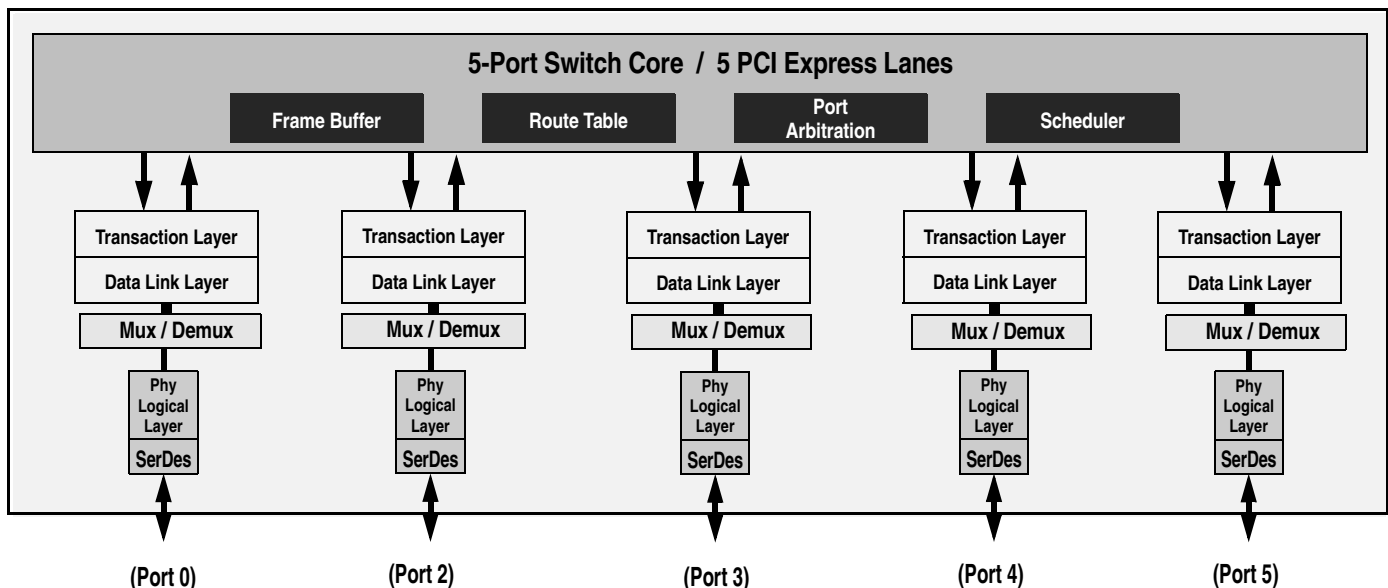 5-Port Switch Core / 5 PCI Express Lanes
Frame Buffer
Route Table
Port
Arbitration
Scheduler
Transaction Layer
Data Link Layer
Mux / Demux
Phy
Logical
Layer
SerDes
(Port 0)
Transaction Layer
Data Link Layer
Mux / Demux
Phy
Logical
Layer
SerDes
(Port 2)
Transaction Layer
Data Link Layer
Mux / Demux
Phy
Logical
Layer
SerDes
(Port 3)
Transaction Layer
Data Link Layer
Mux / Demux
Phy
Logical
Layer
SerDes
(Port 4)
Transaction Layer
Data Link Layer
Mux / Demux
Phy
Logical
Layer
SerDes
(Port 5)